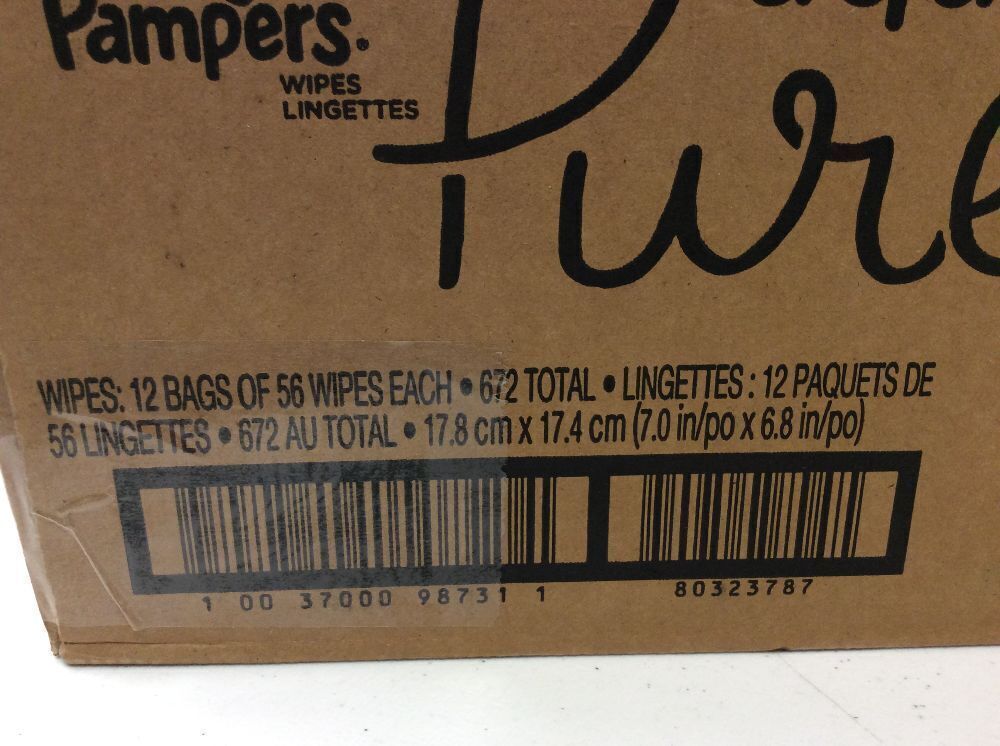 Pampers.
WIPES
LINGETTES
Pure
WIPES: 12 BAGS OF 56 WIPES EACH • 672 TOTAL • LINGETTES : 12 PAQUETS DE
56 LINGETTES • 672 AU TOTAL • 17.8 cm x 17.4 cm (7.0 in/po x 6.8 in/po)
1 00 37000 98731 1
80323787